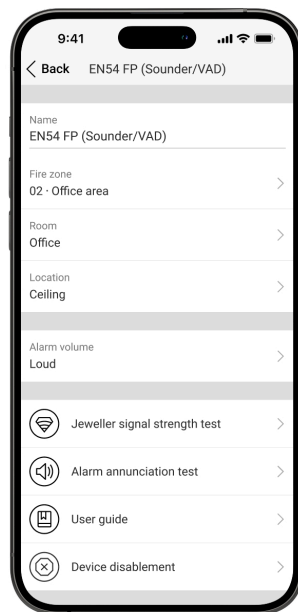 9:41
Back EN54 FP (Sounder/VAD)
Name
EN54 FP (Sounder/VAD)
Fire zone
02 · Office area
Room
Office
Location
Ceiling
Alarm volume
Loud
Jeweller signal strength test
Alarm annunciation test
User guide
Device disablement